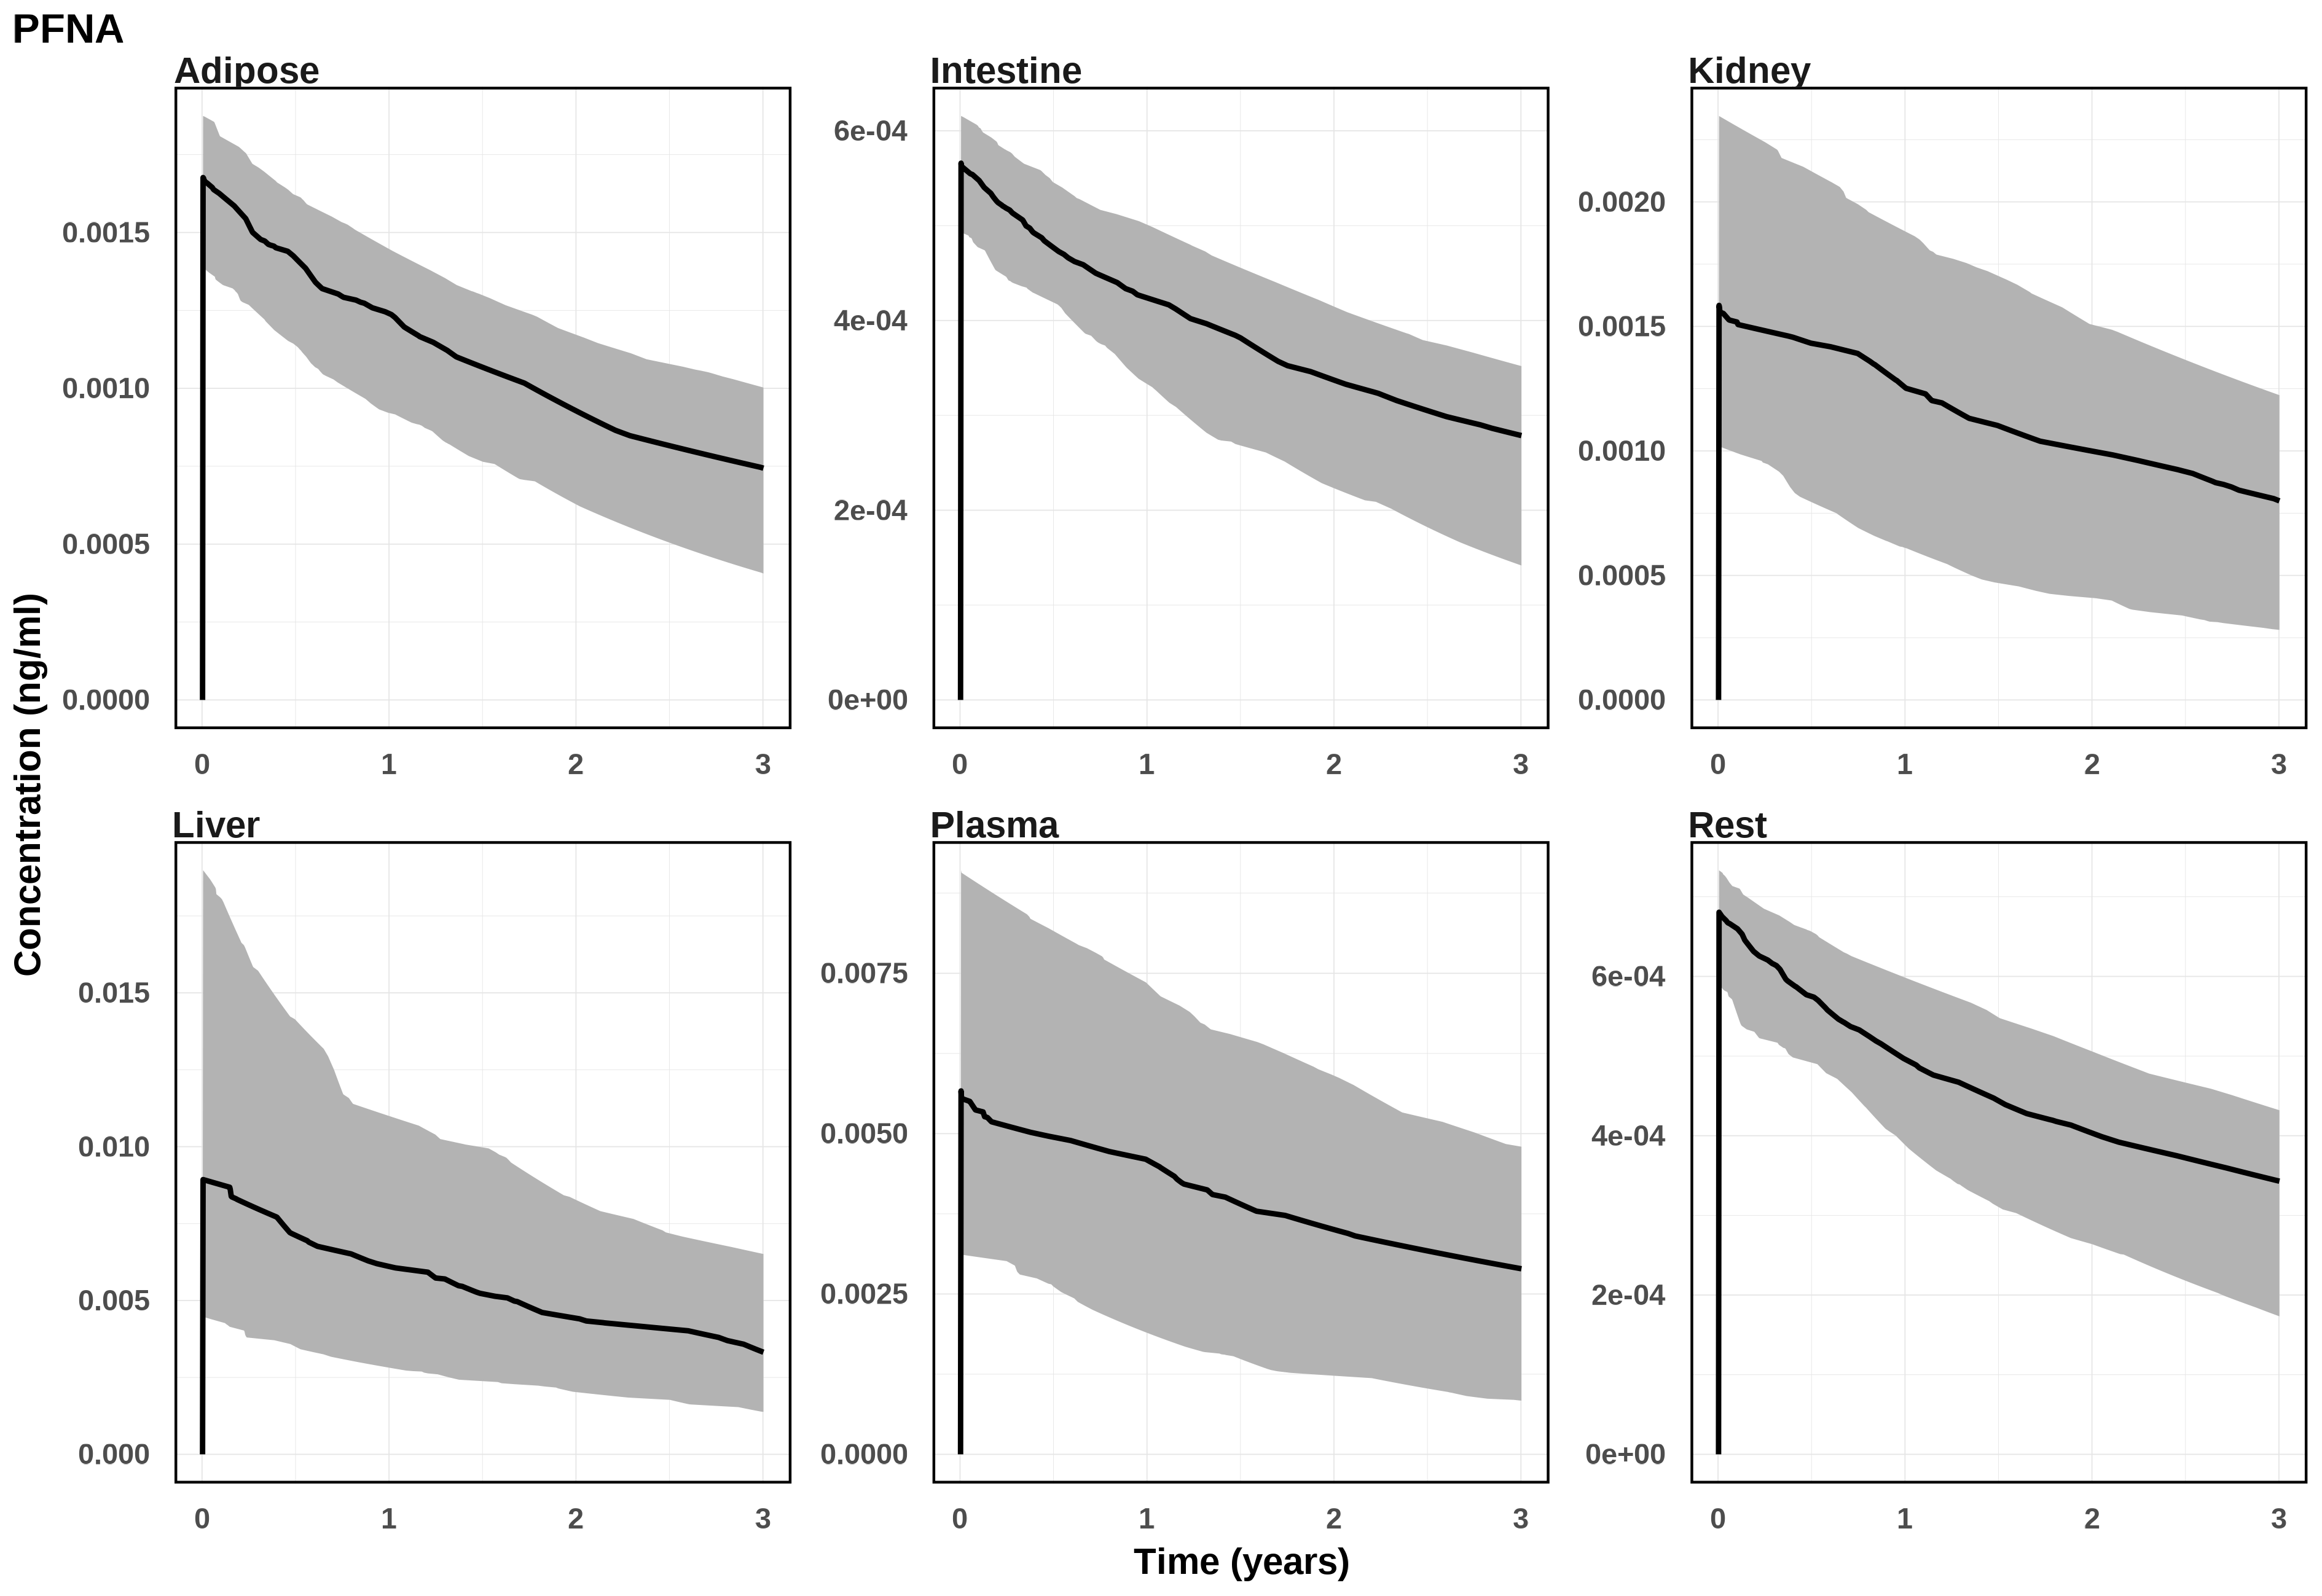 PFNA
Adipose Intestine Kidney
0.0015
0.0010
0.0005
0.0000
6e-04
4e-04
2e-04
0e+00
0.0020
0.0015
0.0010
0.0005
0.0000
0 1 2 3
0 1 2 3
0 1 2 3
Concentration (ng/ml)
Liver Plasma Rest
0.015
0.010
0.005
0.000
0.0075
0.0050
0.0025
0.0000
6e-04
4e-04
2e-04
0e+00
0 1 2 3
0 1 2 3
0 1 2 3
Time (years)